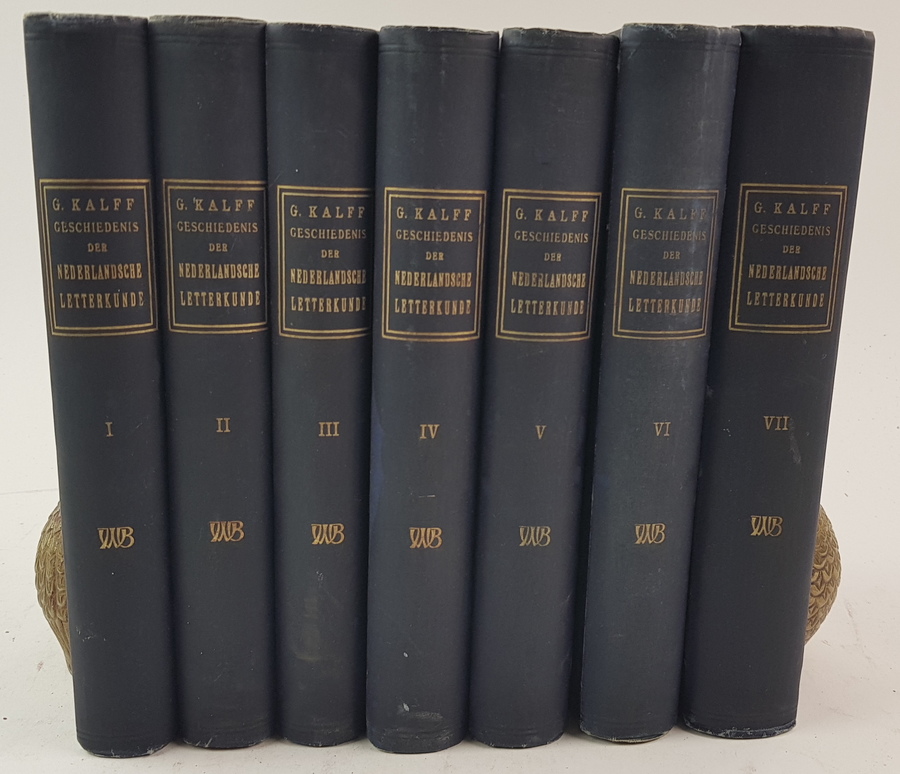 G. KALFF
GESCHIEDENIS
DER
NEDERLANDSCHE
LETTERKUNDE
I
WB
G. KALFF
GESCHIEDENIS
DER
NEDERLANDSCHE
LETTERKUNDE
II
WB
G. KALFF
GESCHIEDENIS
DER
NEDERLANDSCHE
LETTERKUNDE
III
WB
G. KALFF
GESCHIEDENIS
DER
NEDERLANDSCHE
LETTERKUNDE
IV
WB
G. KALFF
GESCHIEDENIS
DER
NEDERLANDSCHE
LETTERKUNDE
V
WB
G. KALFF
GESCHIEDENIS
DER
NEDERLANDSCHE
LETTERKUNDE
VI
WB
G. KALFF
GESCHIEDENIS
DER
NEDERLANDSCHE
LETTERKUNDE
VII
WB